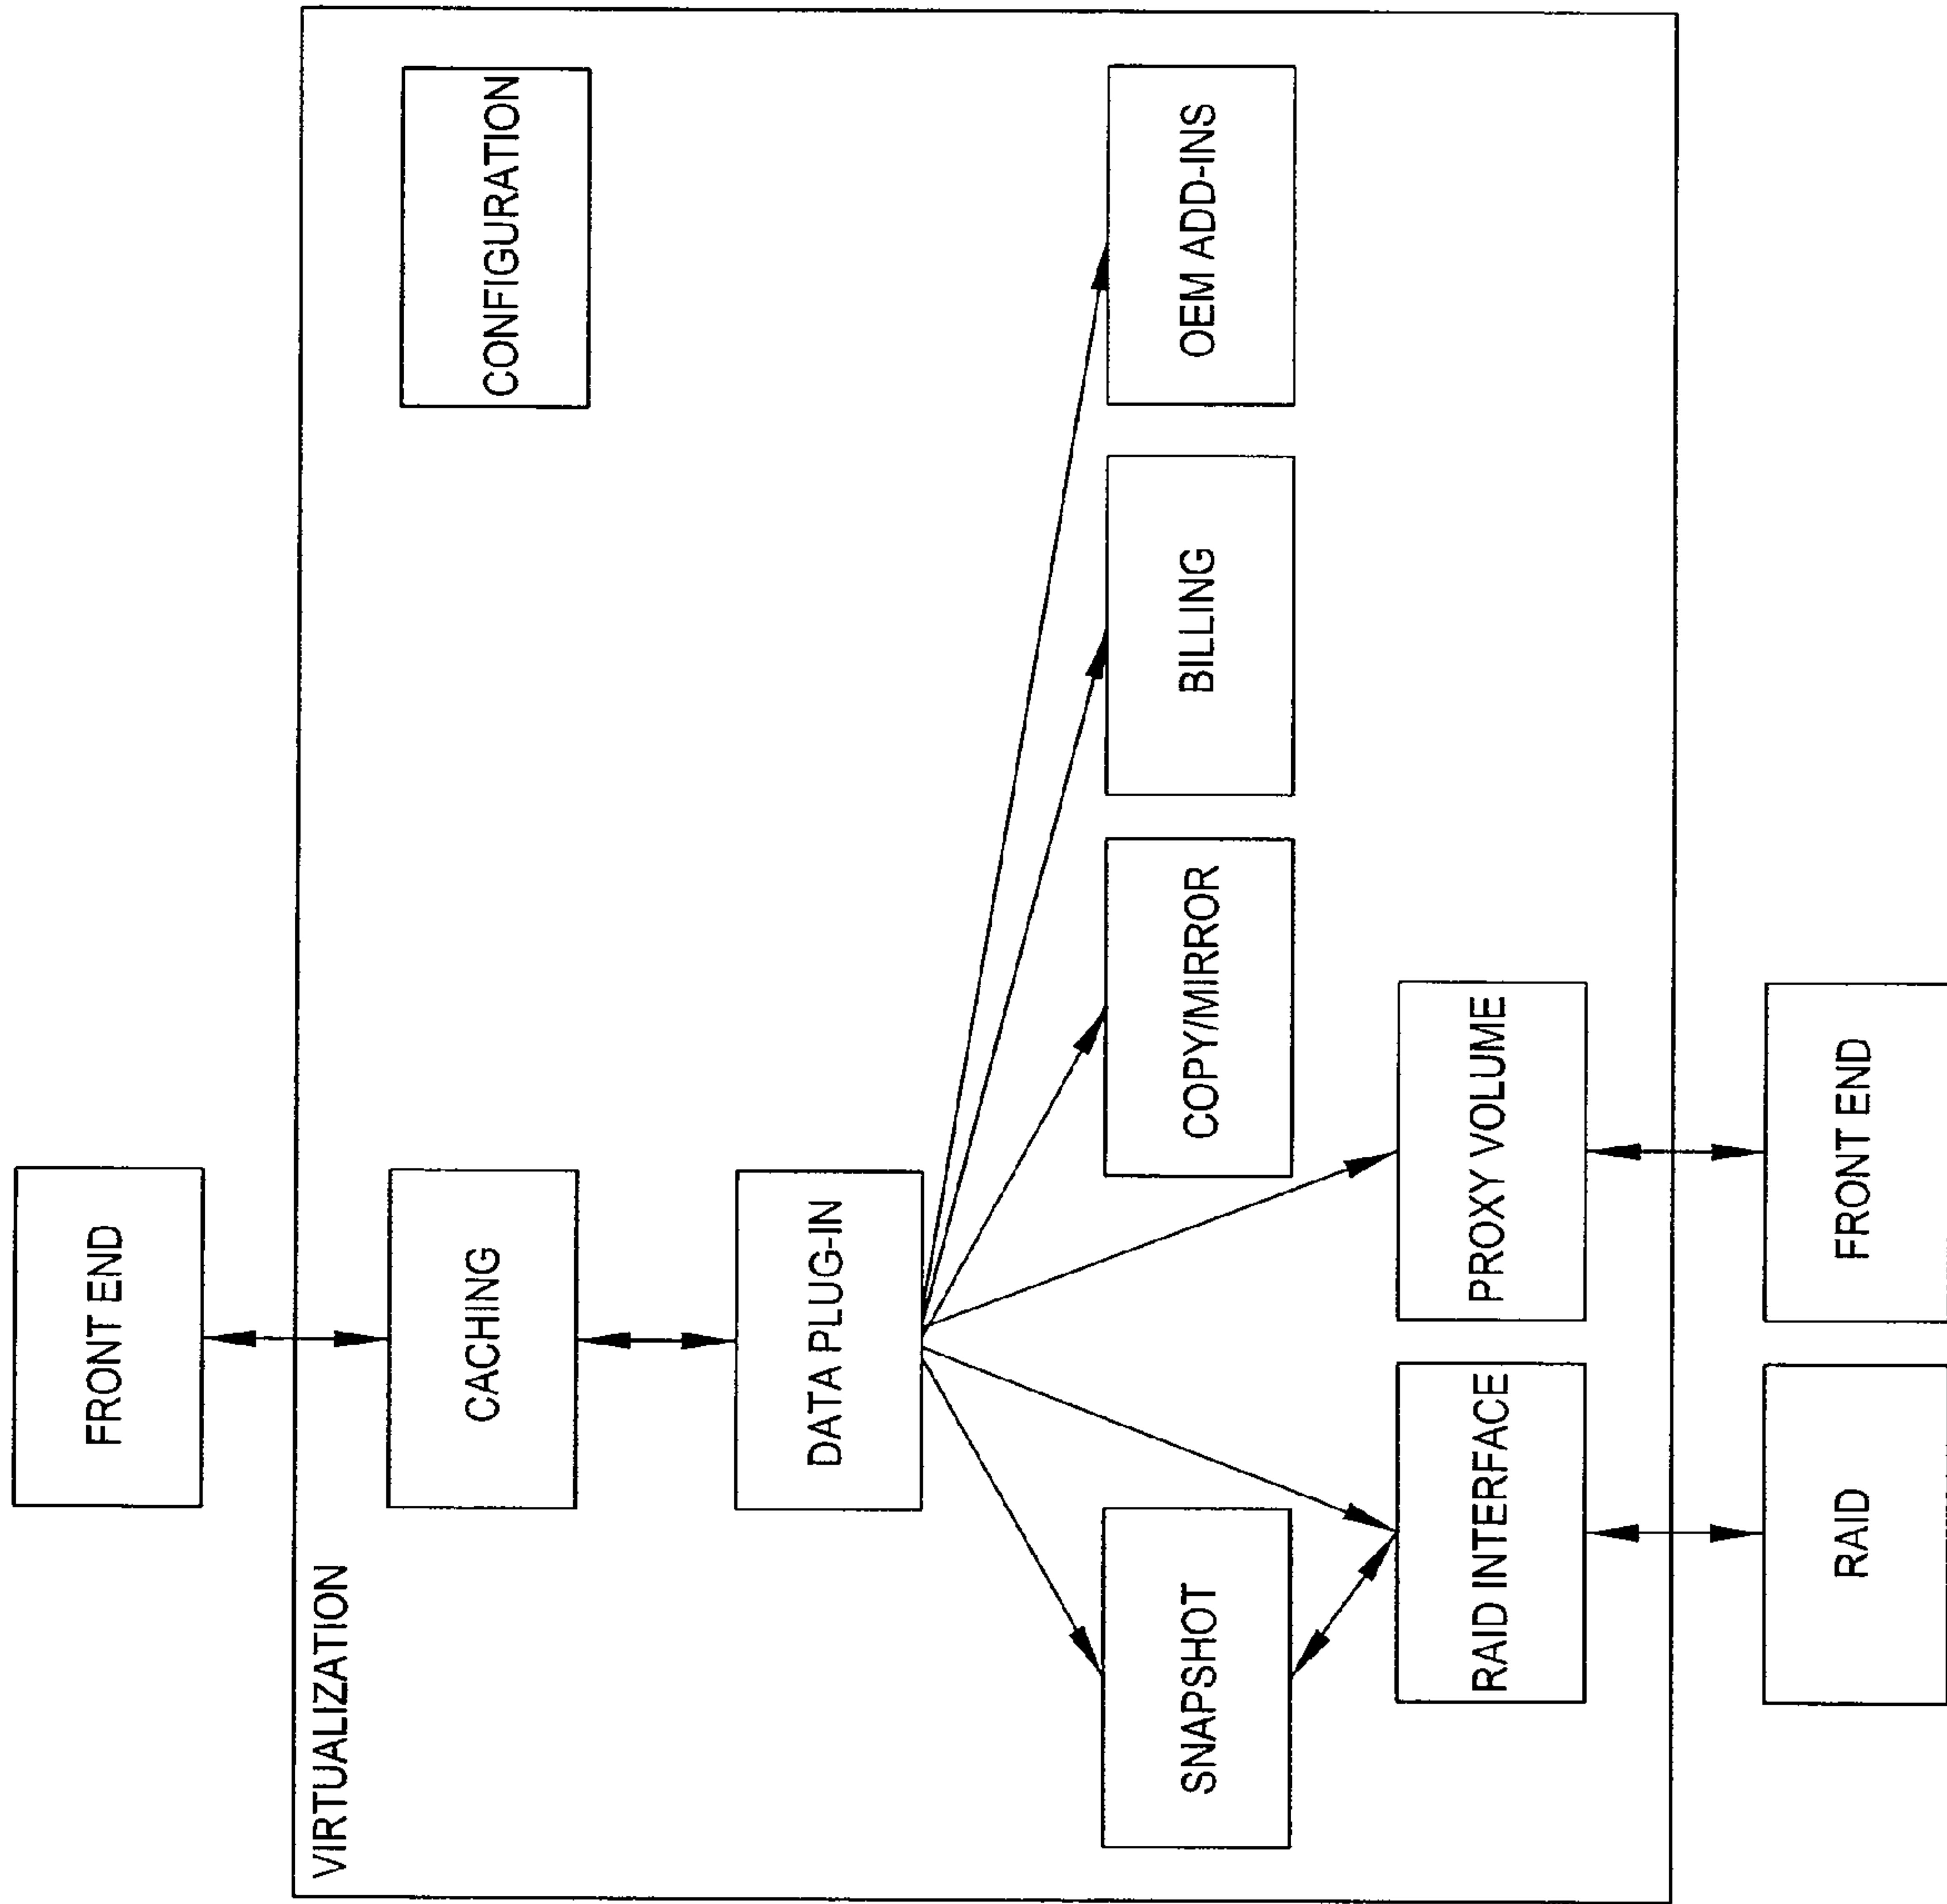 FRONT END
VIRTUALIZATION
CACHING
CONFIGURATION
DATA PLUG-IN
SNAPSHOT
COPY/MIRROR
BILLING
OEM ADD-INS
RAID INTERFACE
PROXY VOLUME
RAID
FRONT END